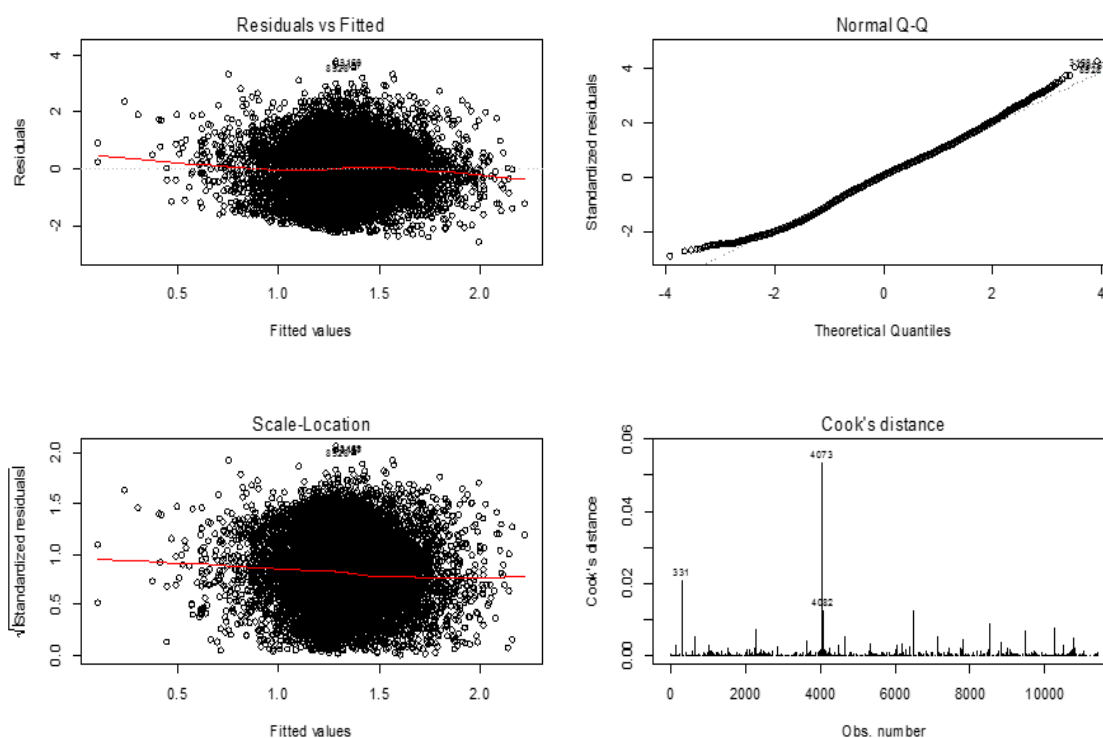 Residuals vs Fitted
Residuals
4
2
0
-2
0.5 1.0 1.5 2.0
Fitted values
Normal Q-Q
Standardized residuals
4
2
0
-2
-4 -2 0 2 4
Theoretical Quantiles
Scale-Location
√|Standardized residuals|
2.0
1.5
1.0
0.5
0.0
0.5 1.0 1.5 2.0
Fitted values
Cook's distance
Cook's distance
0.06
0.04
0.02
0.00
4073
331
4082
0 2000 4000 6000 8000 10000
Obs. number